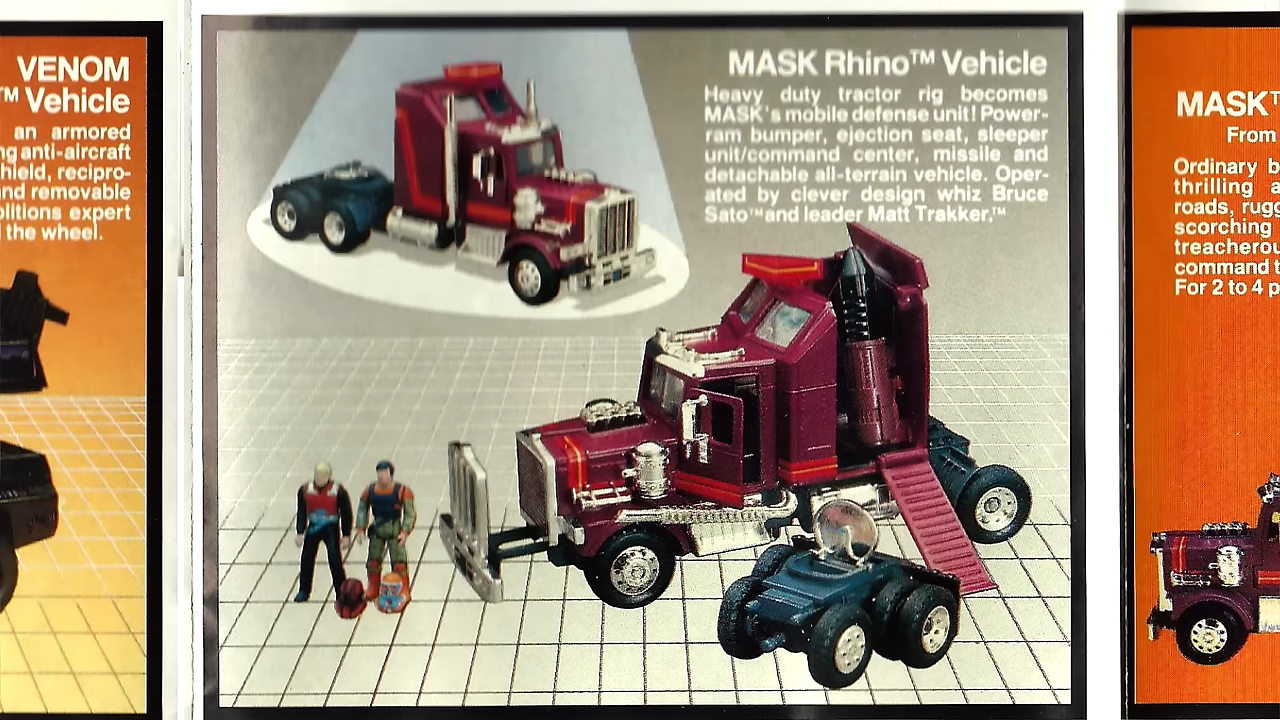 VENOM
™ Vehicle
an armored
ng anti-aircraft
hield, recipro-
and removable
olitions expert
the wheel.
MASK Rhino™ Vehicle
Heavy duty tractor rig becomes
MASK's mobile defense unit! Power-
ram bumper, ejection seat, sleeper
unit/command center, missile and
detachable all-terrain vehicle. Oper-
ated by clever design whiz Bruce
Sato™ and leader Matt Trakker.™
MASK™
From
Ordinary b
thrilling a
roads, rugg
scorching
treacherou
command t
For 2 to 4 p